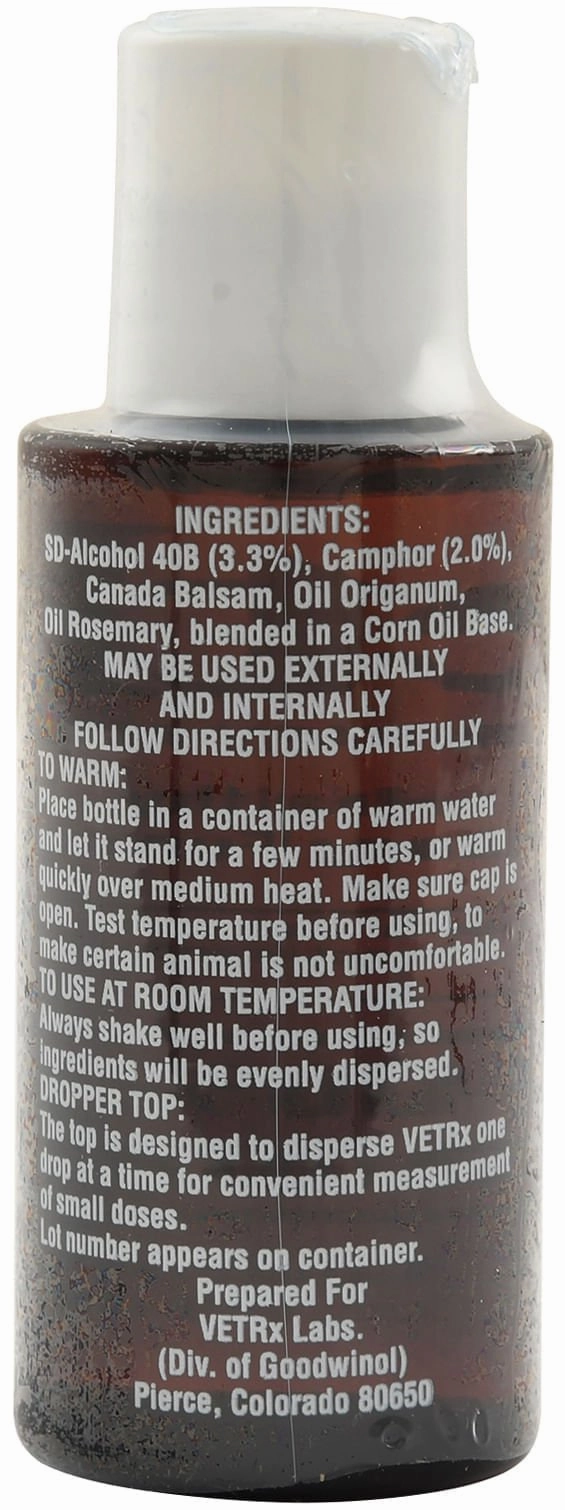 INGREDIENTS:
SD-Alcohol 40B (3.3%), Camphor (2.0%),
Canada Balsam, Oil Origanum,
Oil Rosemary, blended in a Corn Oil Base.
MAY BE USED EXTERNALLY
AND INTERNALLY
FOLLOW DIRECTIONS CAREFULLY
TO WARM:
Place bottle in a container of warm water
and let it stand for a few minutes, or warm
quickly over medium heat. Make sure cap is
open. Test temperature before using, to
make certain animal is not uncomfortable.
TO USE AT ROOM TEMPERATURE:
Always shake well before using, so
ingredients will be evenly dispersed.
DROPPER TOP:
The top is designed to disperse VETRx one
drop at a time for convenient measurement
of small doses.
Lot number appears on container.
Prepared For
VETRx Labs.
(Div. of Goodwinol)
Pierce, Colorado 80650